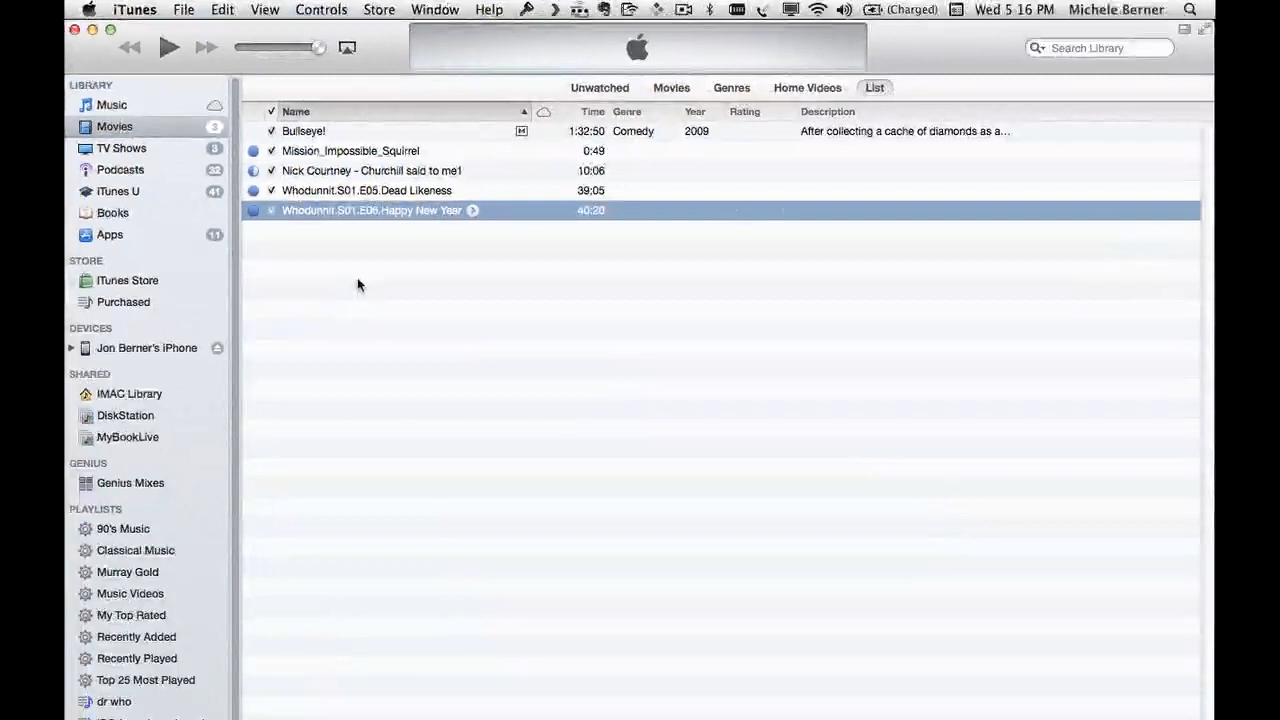 iTunes File Edit View Controls Store Window Help (Charged) Wed 5:16 PM Michele Berner
Search Library
LIBRARY
Music
Movies 3
TV Shows 3
Podcasts 32
iTunes U 41
Books
Apps 11
STORE
iTunes Store
Purchased
DEVICES
Jon Berner's iPhone
SHARED
IMAC Library
DiskStation
MyBookLive
GENIUS
Genius Mixes
PLAYLISTS
90's Music
Classical Music
Murray Gold
Music Videos
My Top Rated
Recently Added
Recently Played
Top 25 Most Played
dr who
Unwatched Movies Genres Home Videos List
Name Time Genre Year Rating Description
Bullseye! 1:32:50 Comedy 2009 After collecting a cache of diamonds as a...
Mission_Impossible_Squirrel 0:49
Nick Courtney - Churchill said to me1 10:06
Whodunnit.S01.E05.Dead Likeness 39:05
Whodunnit.S01.E06.Happy New Year 40:20